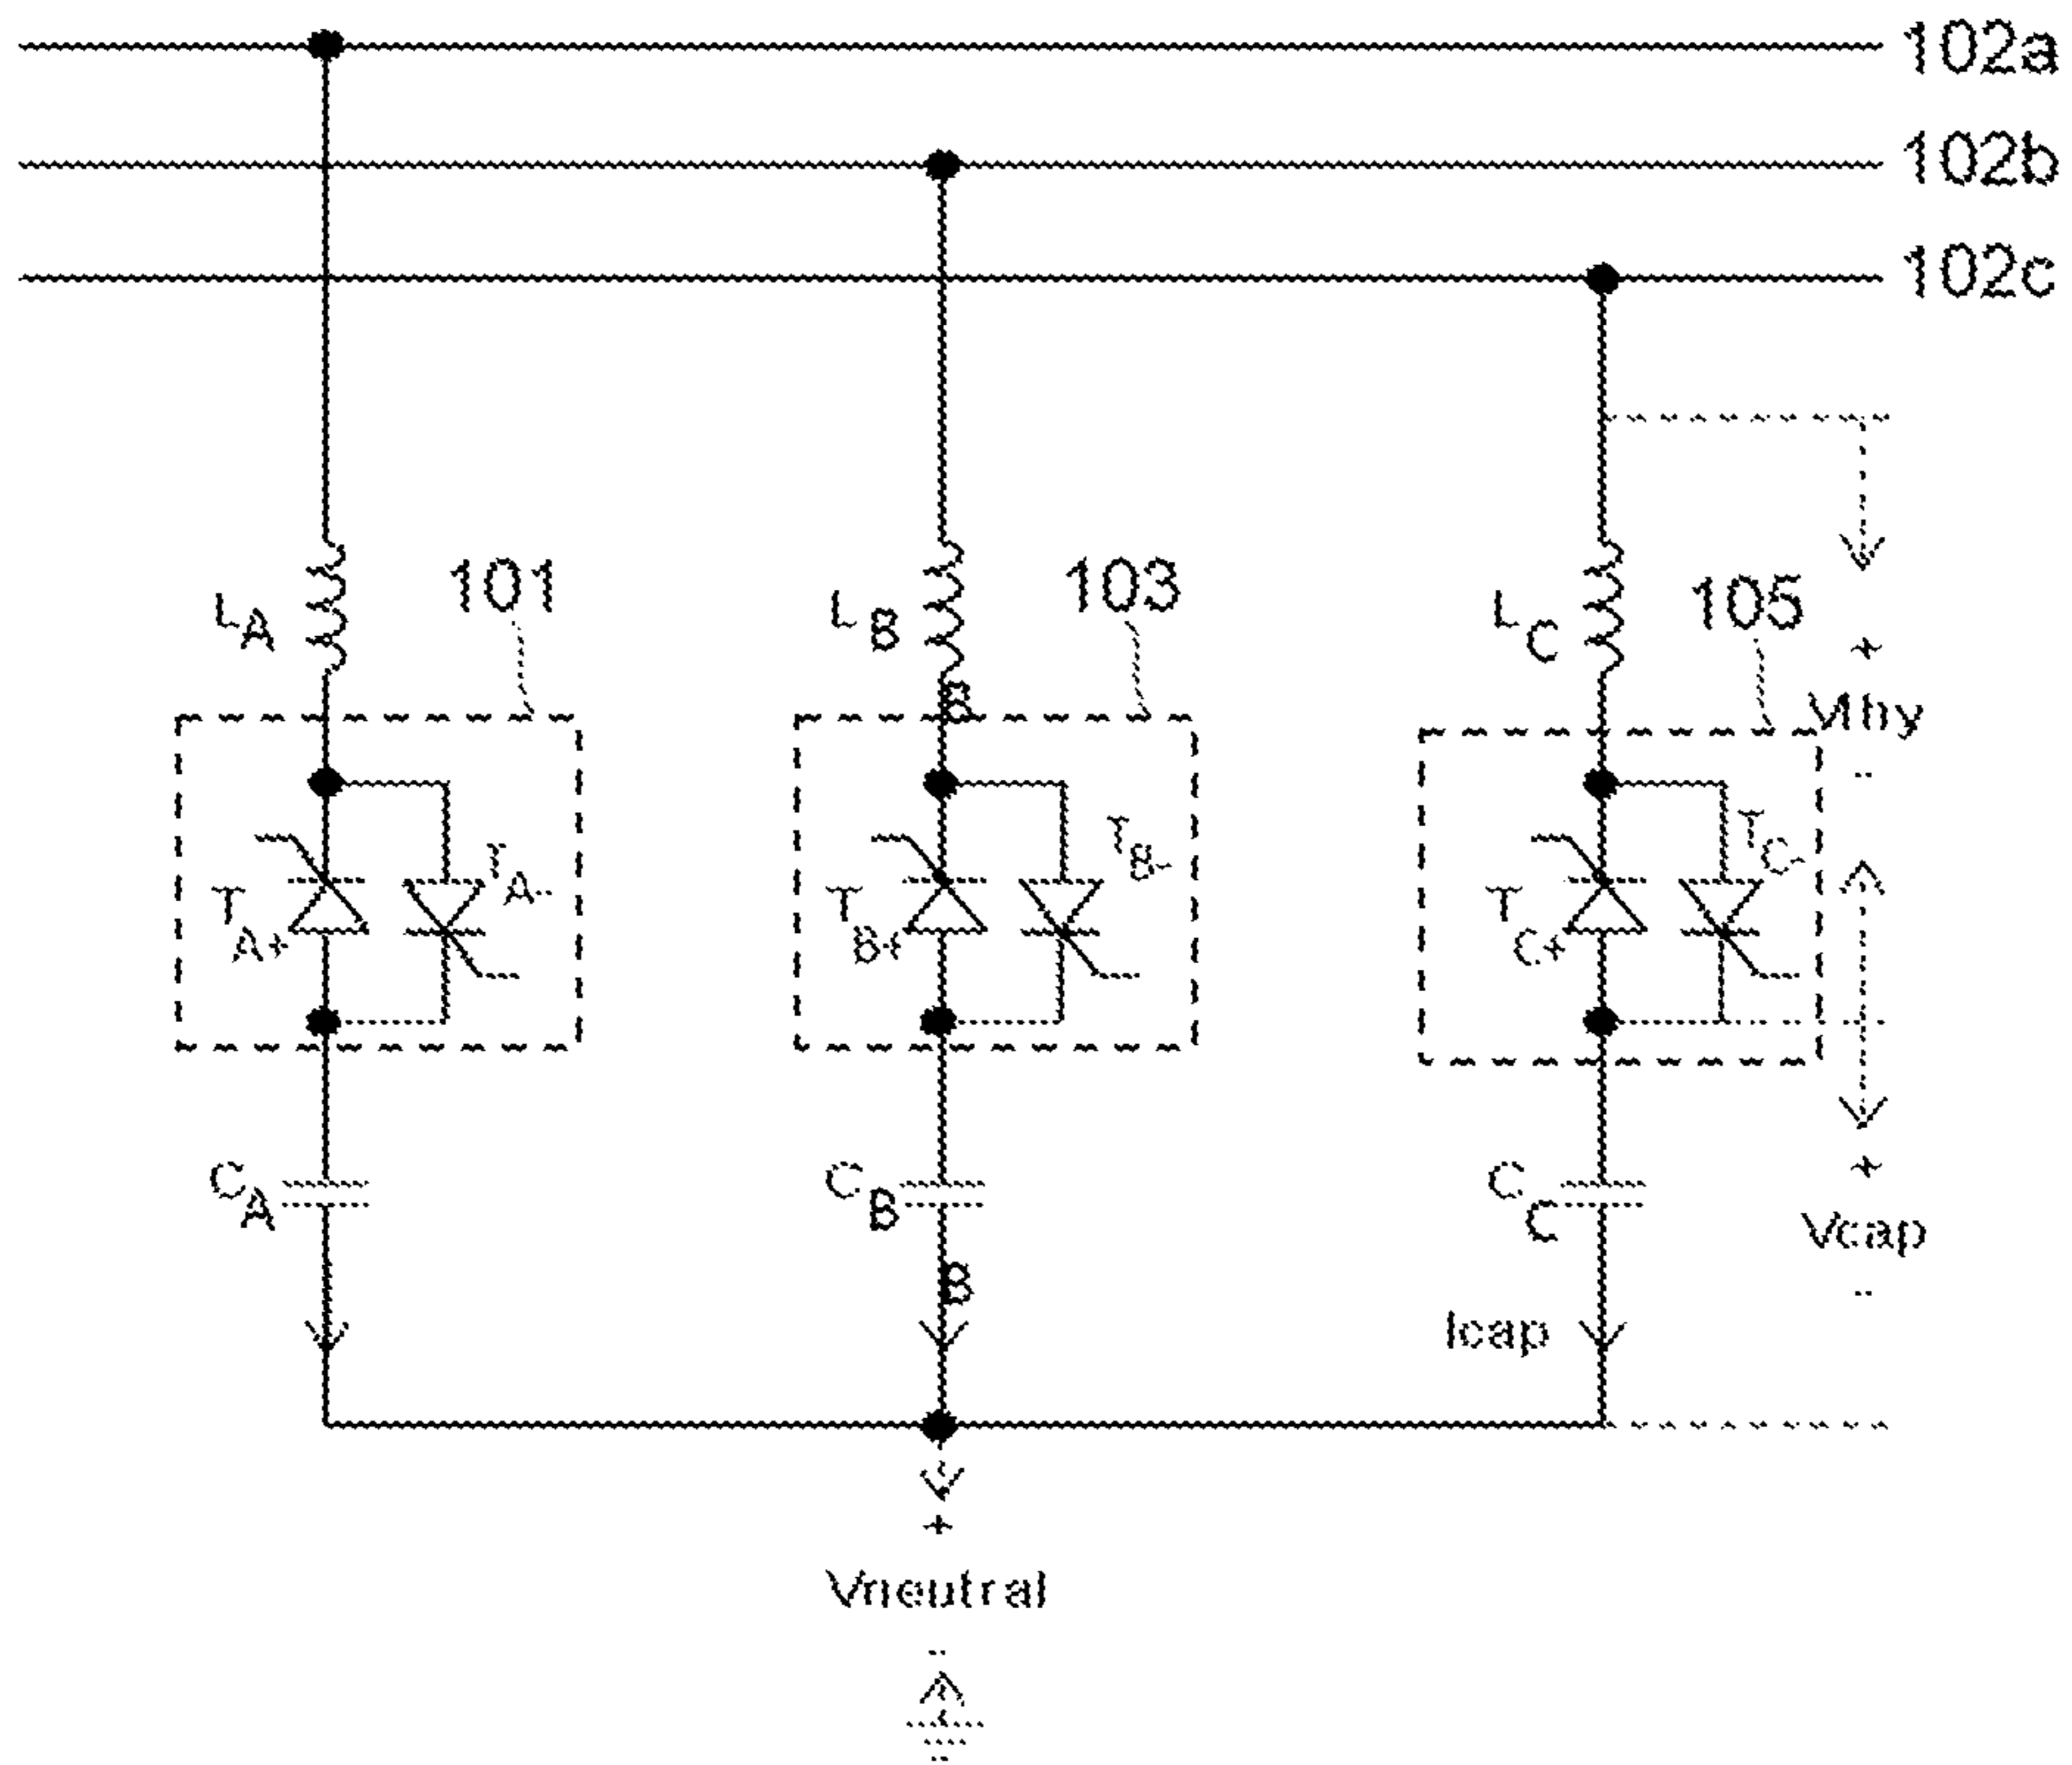 102a
102b
102c
LA
101
LB
103
LC
105
+
Vthy
-
B
TA+
TA-
TB+
TB-
TC+
TC-
CA
CB
CC
+
Vcap
-
B
Icap
+
Vneutral
-